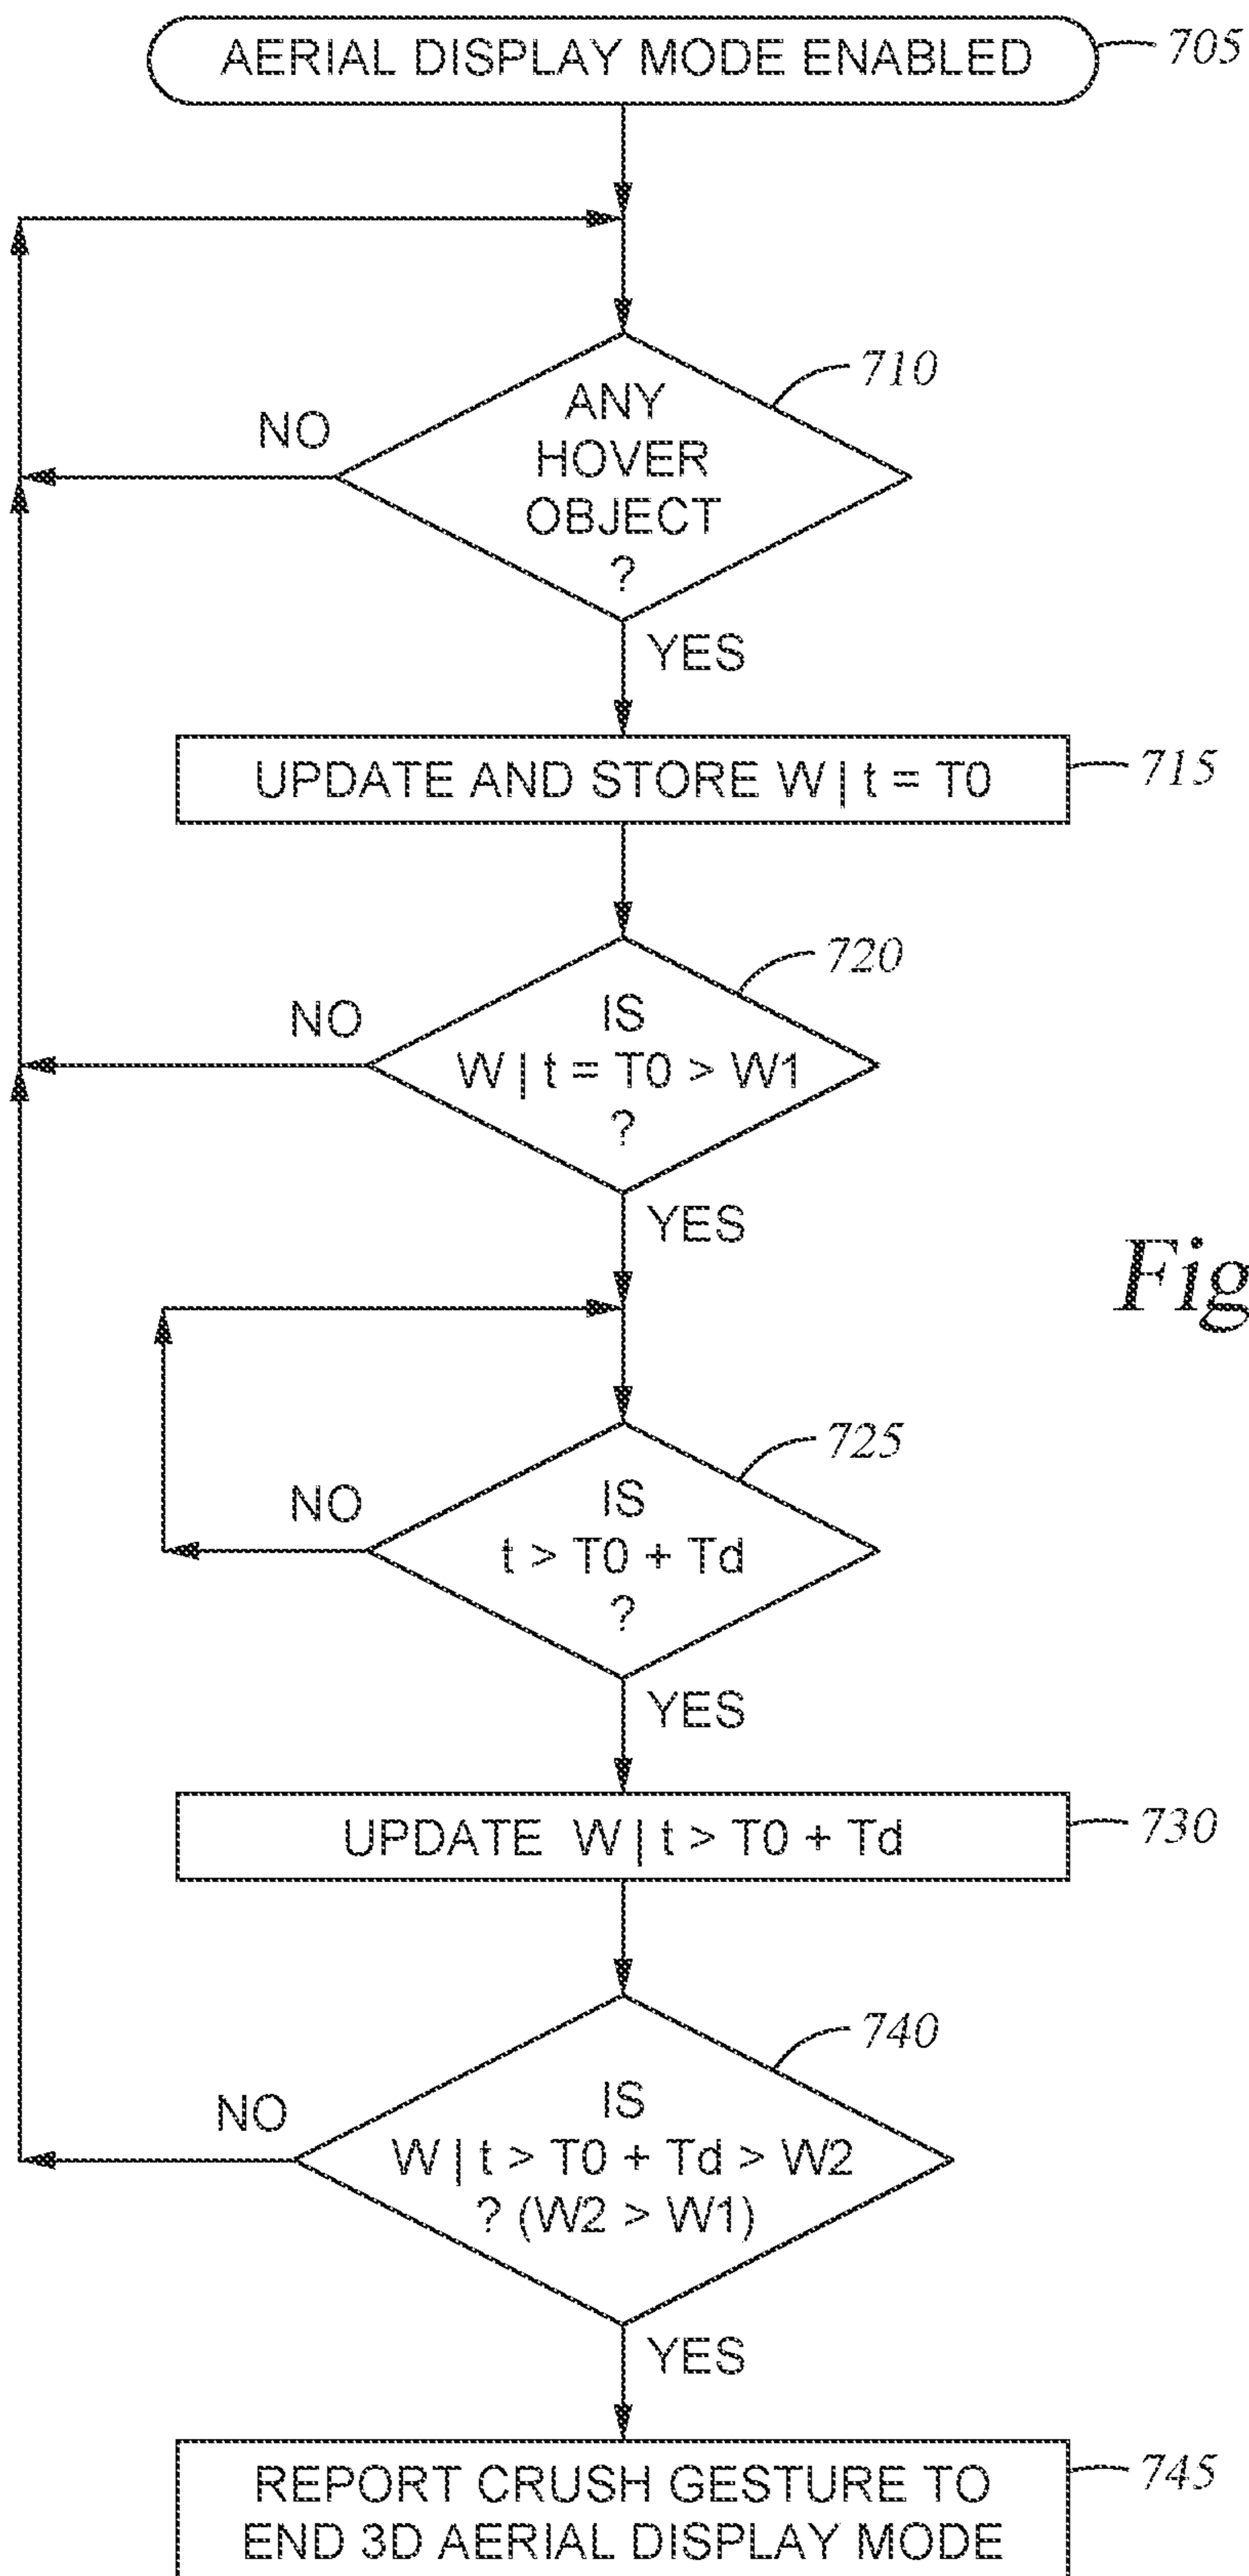 AERIAL DISPLAY MODE ENABLED
705
710
ANY
HOVER
OBJECT
?
NO
YES
UPDATE AND STORE W | t = T0
715
720
IS
W | t = T0 > W1
?
NO
YES
Fig
725
IS
t > T0 + Td
?
NO
YES
UPDATE W | t > T0 + Td
730
740
IS
W | t > T0 + Td > W2
? (W2 > W1)
NO
YES
REPORT CRUSH GESTURE TO
END 3D AERIAL DISPLAY MODE
745